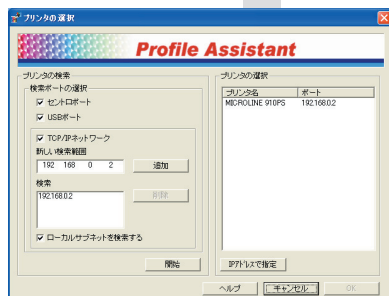 プリンタの選択
Profile Assistant
プリンタの検索
検索ポートの選択
セントロポート
USBポート
TCP/IPネットワーク
新しい検索範囲
192 168 0 2
追加
検索
192.168.0.2
削除
ローカルサブネットを検索する
開始
プリンタの選択
プリンタ名 ポート
MICROLINE 910PS 192.168.0.2
IPアドレスで指定
ヘルプ キャンセル OK